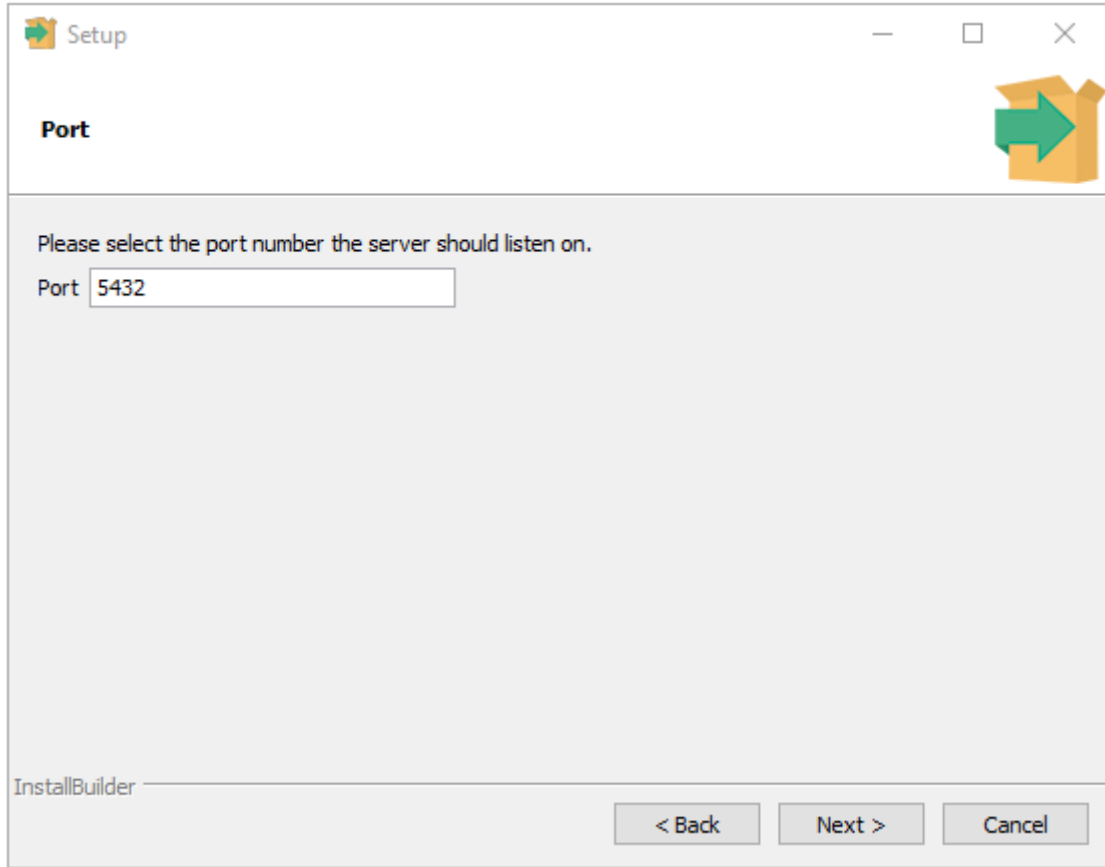 Setup
Port
Please select the port number the server should listen on.
Port 5432
InstallBuilder
< Back Next > Cancel